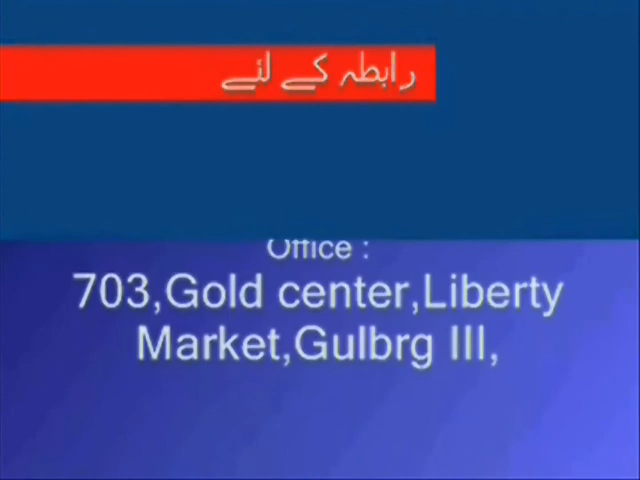 رابطہ کے لئے
Office :
703,Gold center,Liberty
Market,Gulbrg III,